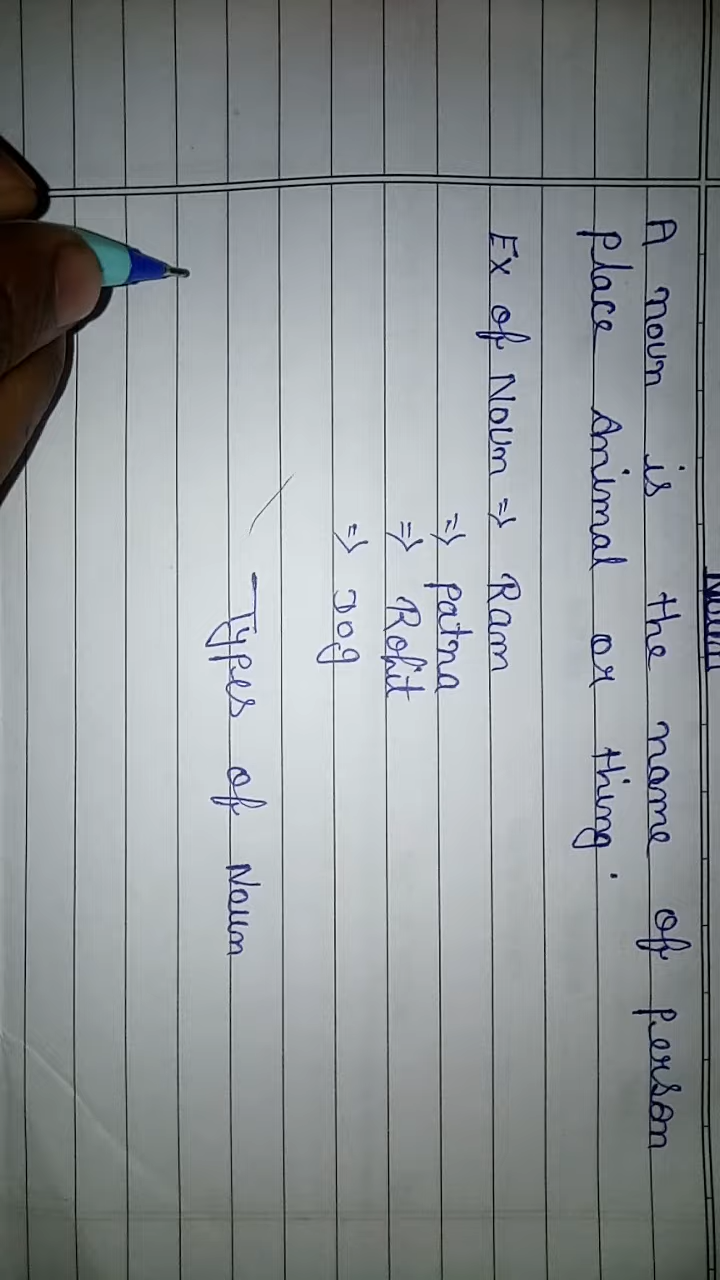 Noun
A noun is the name of person
place animal or thing.
Ex of Noun ⇒ Ram
⇒ patna
⇒ Rohit
⇒ Dog
Types of Noun